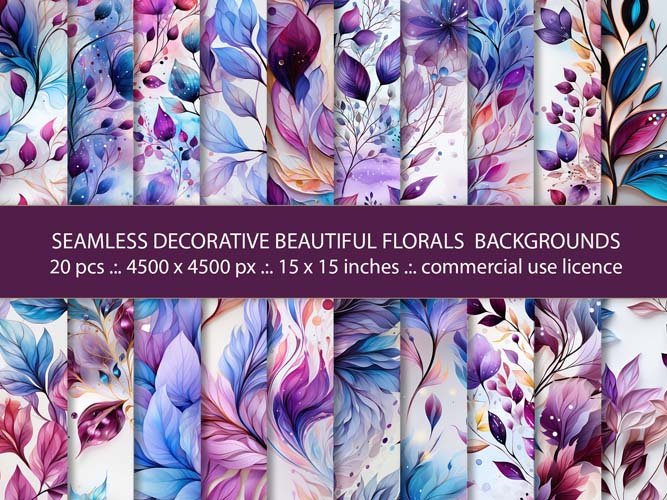 SEAMLESS DECORATIVE BEAUTIFUL FLORALS  BACKGROUNDS
20 pcs .:. 4500 x 4500 px .:. 15 x 15 inches .:. commercial use licence